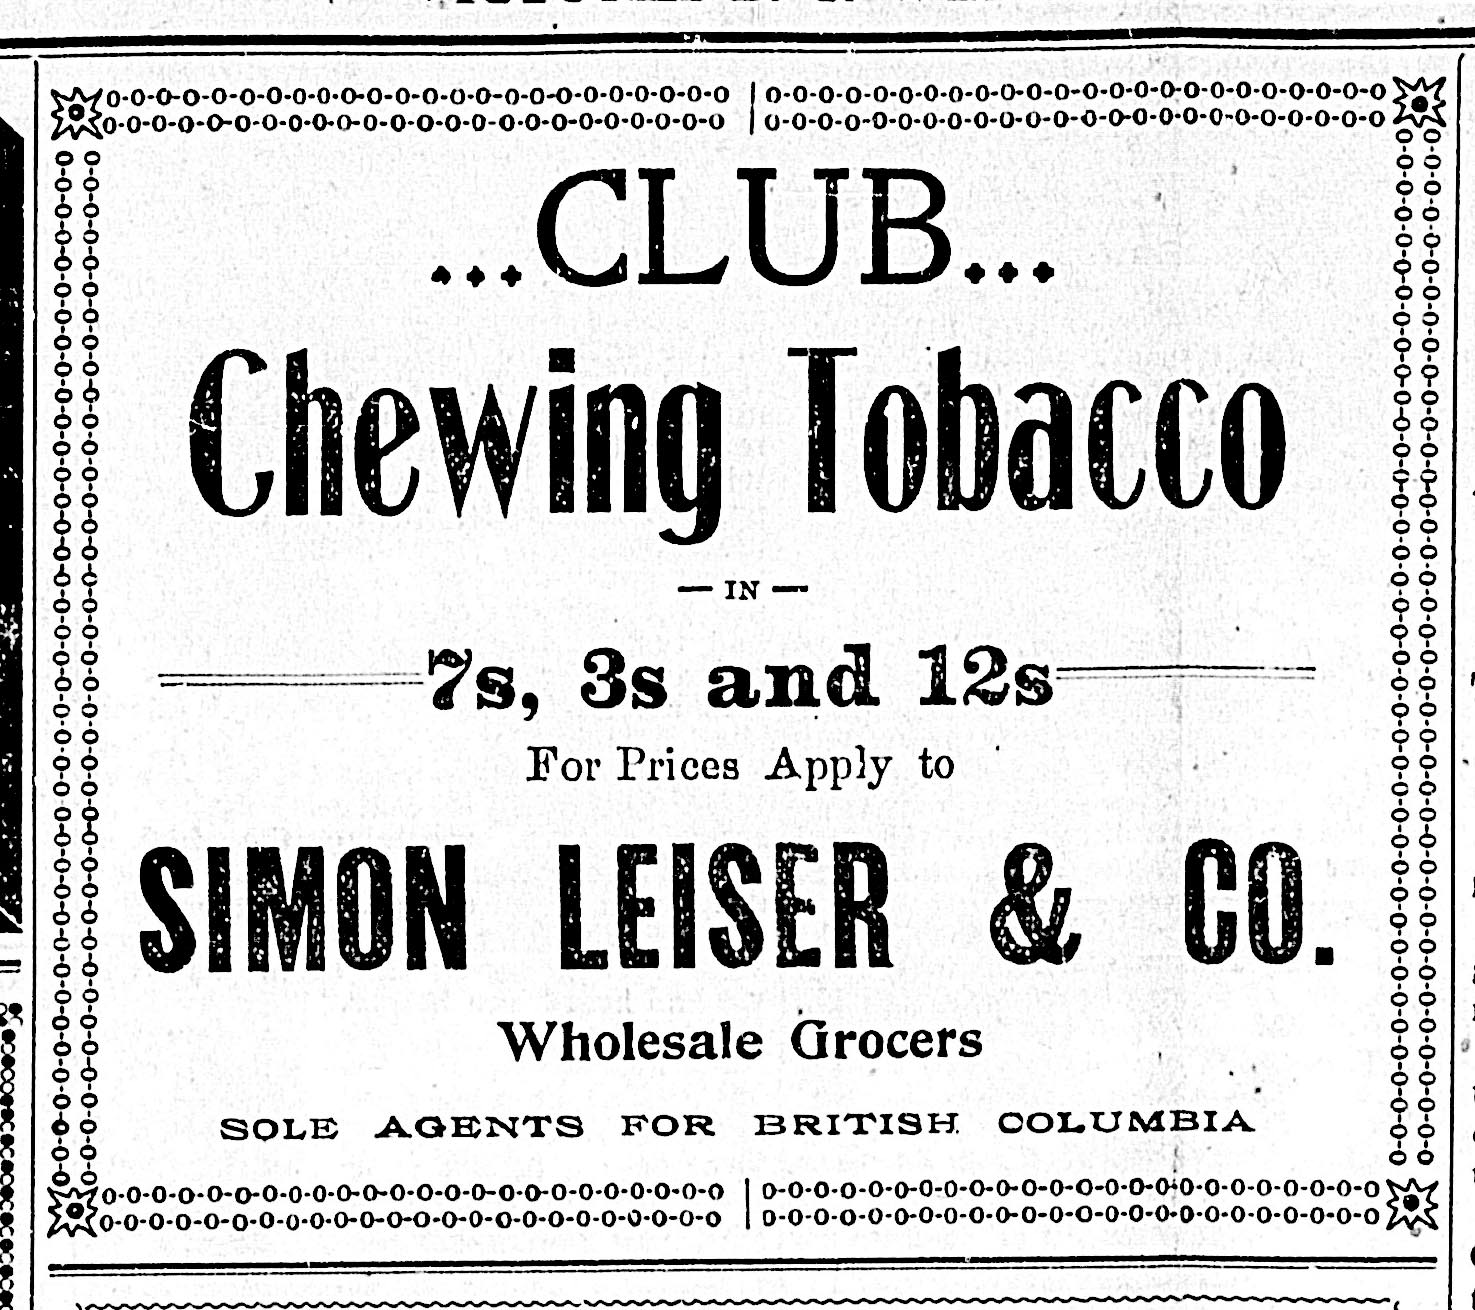 ...CLUB...
Chewing Tobacco
— IN —
7s, 3s and 12s
For Prices Apply to
SIMON LEISER & CO.
Wholesale Grocers
SOLE AGENTS FOR BRITISH COLUMBIA